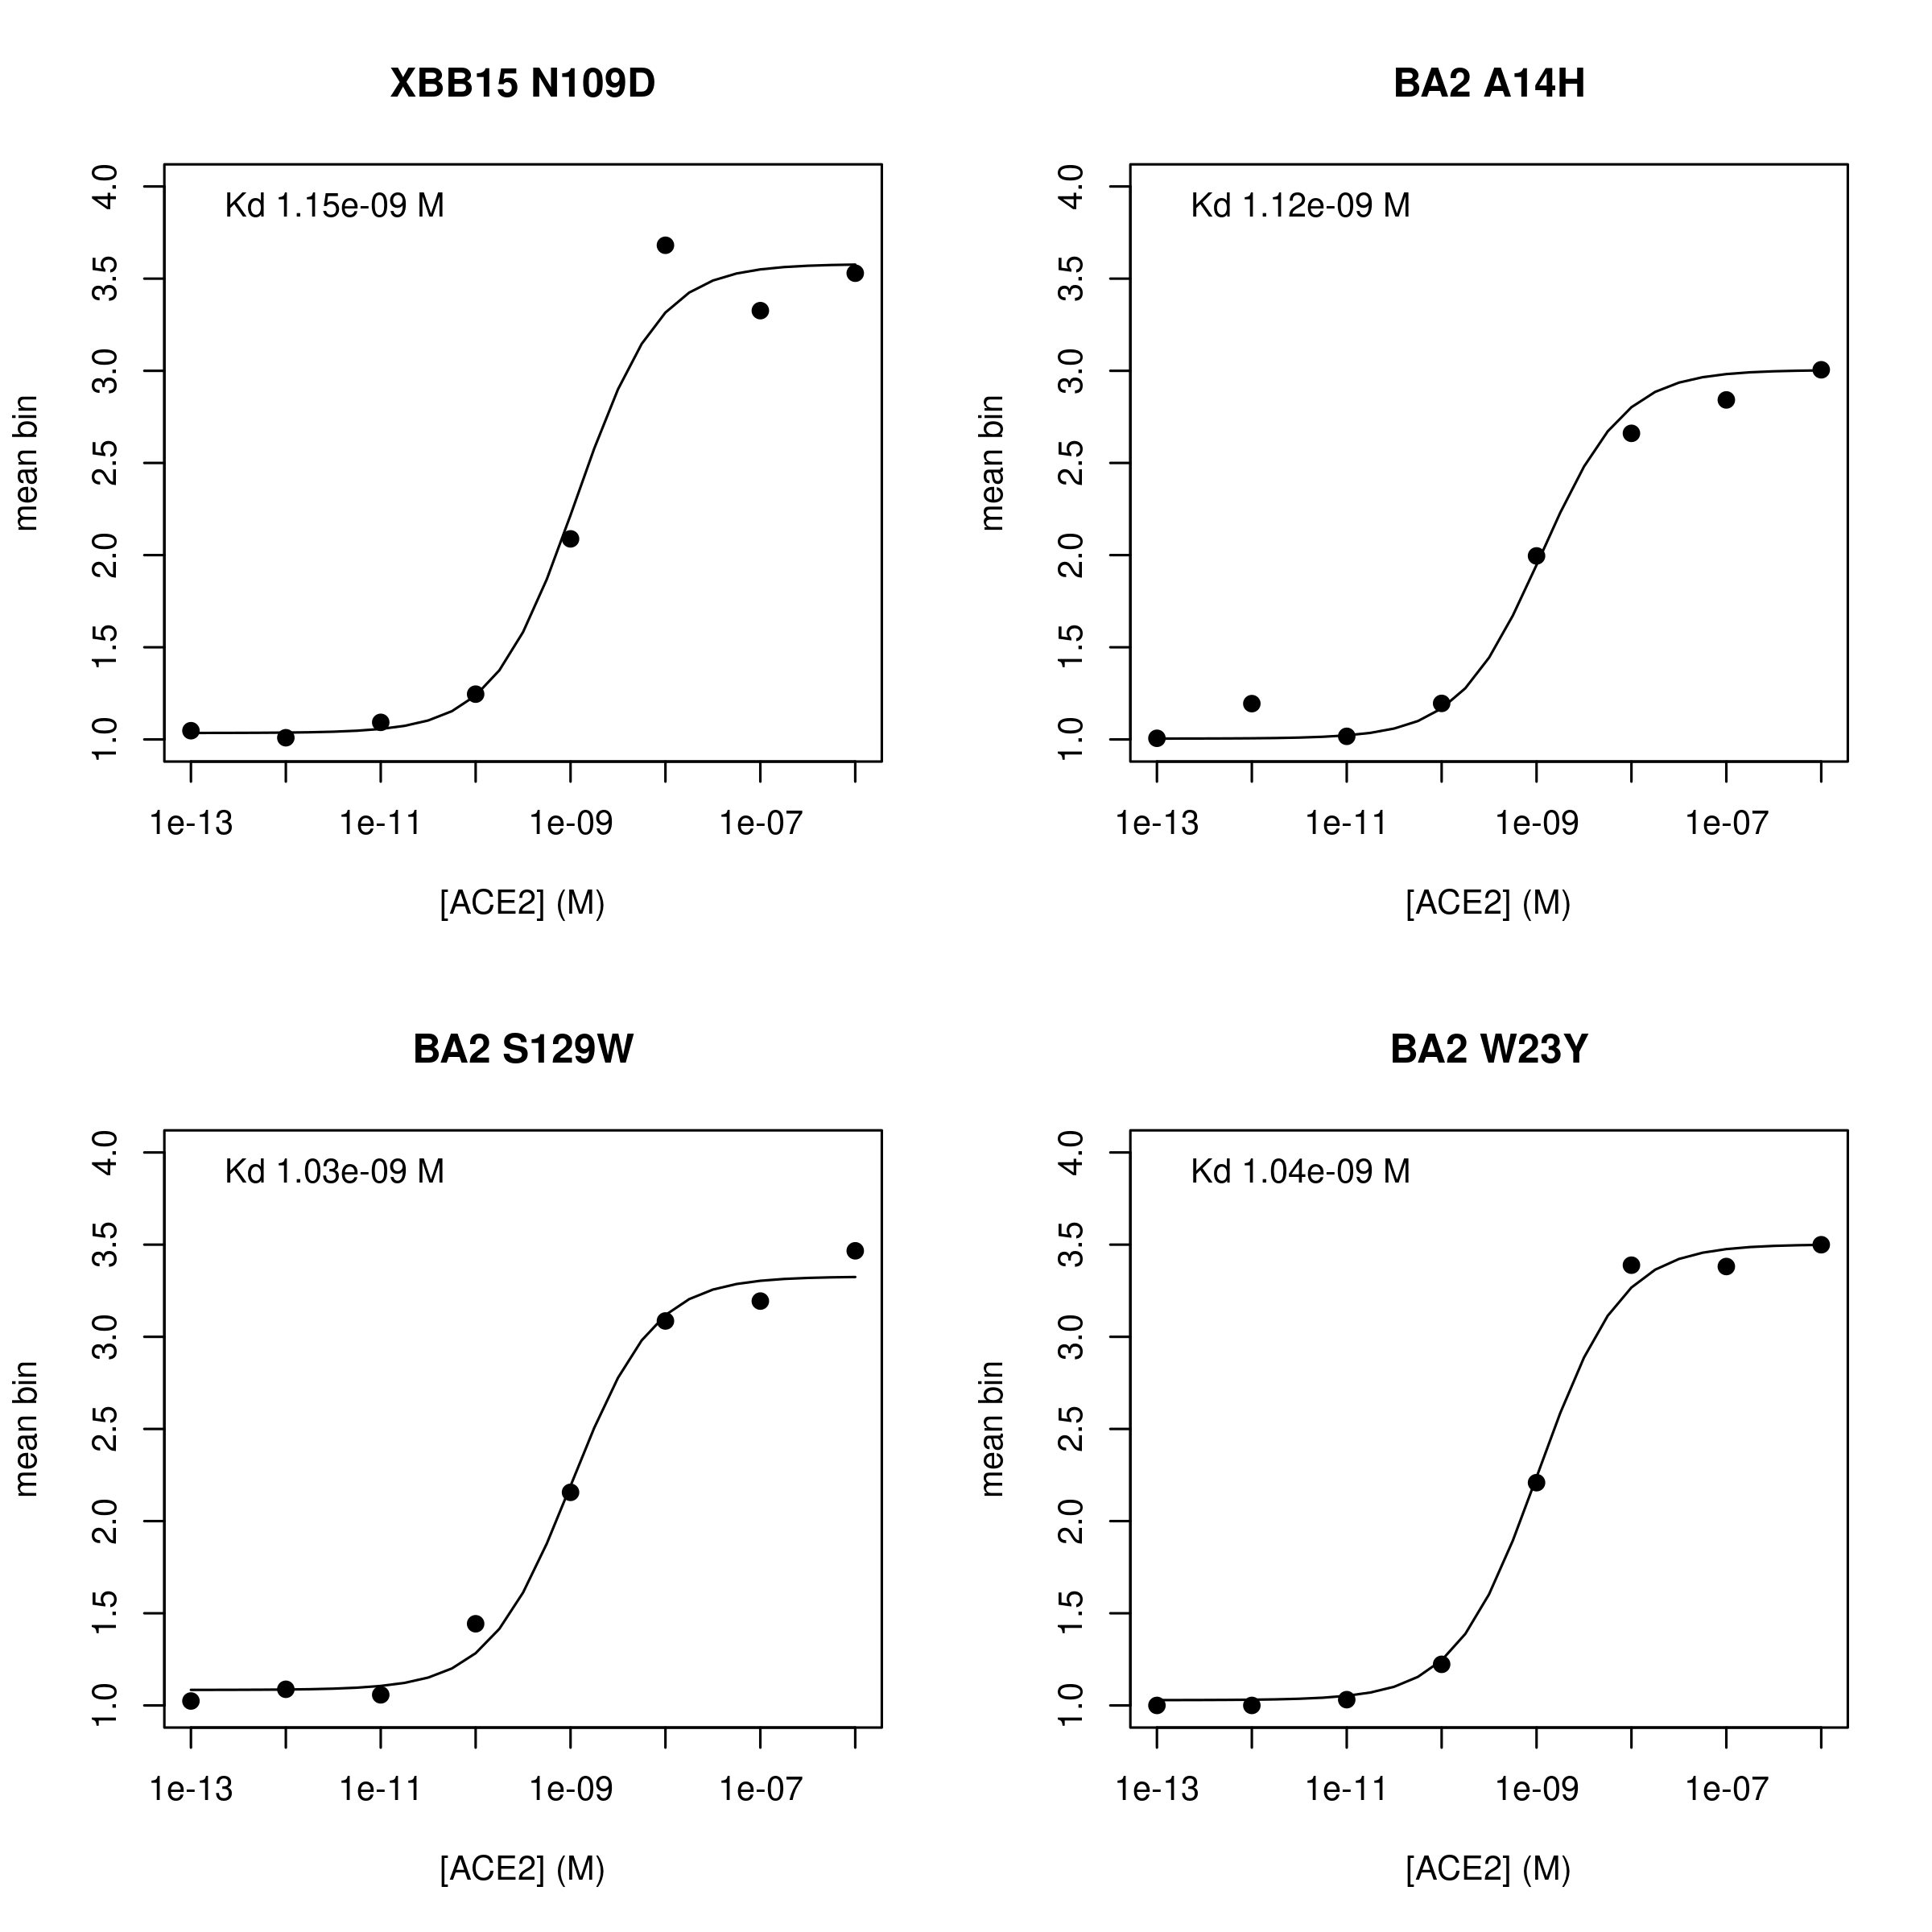 XBB15 N109D
Kd 1.15e-09 M
mean bin
4.0
3.5
3.0
2.5
2.0
1.5
1.0
1e-13 1e-11 1e-09 1e-07
[ACE2] (M)
BA2 A14H
Kd 1.12e-09 M
mean bin
4.0
3.5
3.0
2.5
2.0
1.5
1.0
1e-13 1e-11 1e-09 1e-07
[ACE2] (M)
BA2 S129W
Kd 1.03e-09 M
mean bin
4.0
3.5
3.0
2.5
2.0
1.5
1.0
1e-13 1e-11 1e-09 1e-07
[ACE2] (M)
BA2 W23Y
Kd 1.04e-09 M
mean bin
4.0
3.5
3.0
2.5
2.0
1.5
1.0
1e-13 1e-11 1e-09 1e-07
[ACE2] (M)